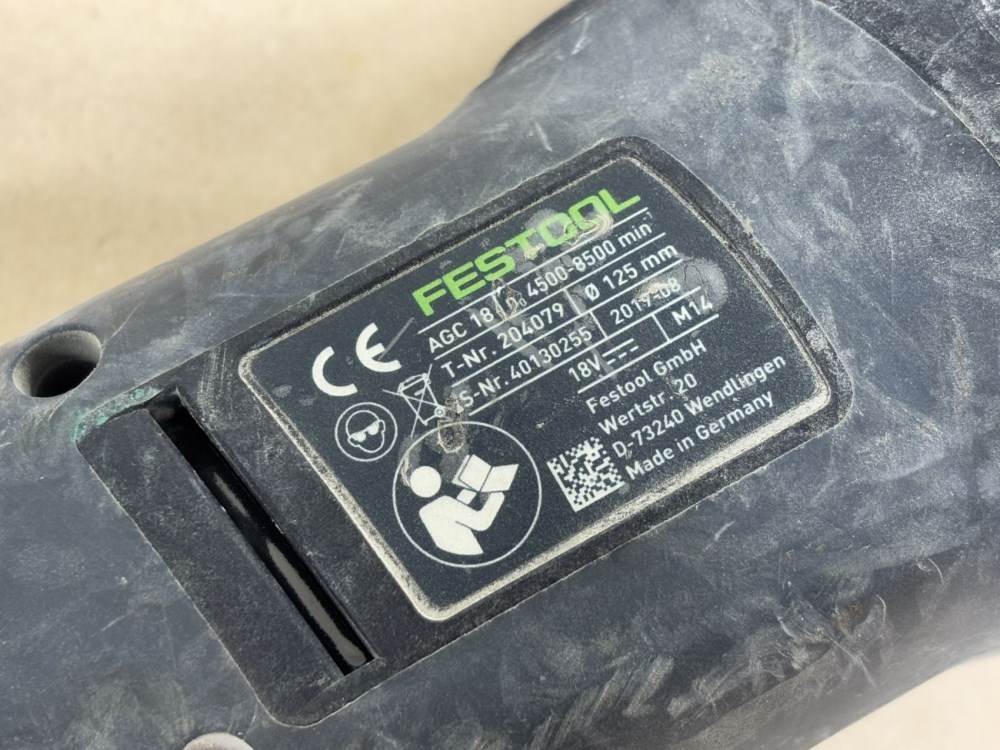 FESTOOL
AGC 18 4500-8500 min
T-Nr. 204079 Ø 125 mm
S-Nr. 40130255 2019-08
18V M14
Festool GmbH
Wertstr. 20
D-73240 Wendlingen
Made in Germany
CE